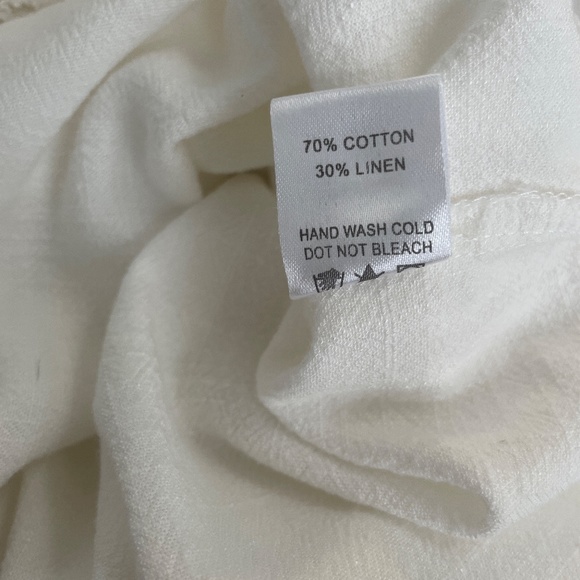 70% COTTON
30% LINEN
HAND WASH COLD
DOT NOT BLEACH